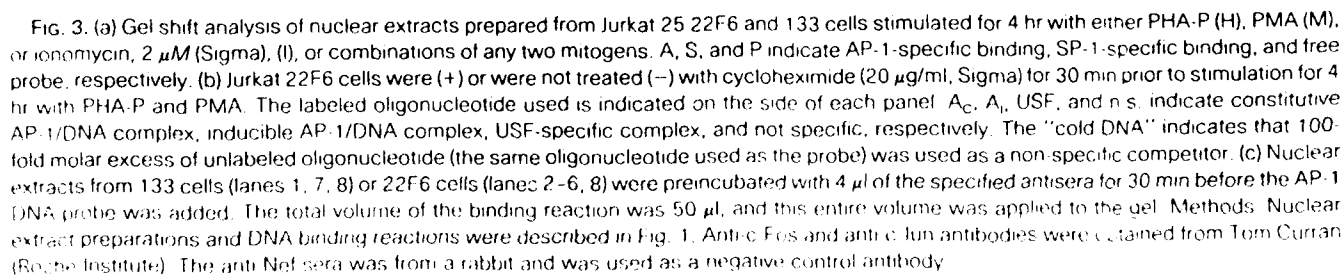 FIG. 3. (a) Gel shift analysis of nuclear extracts prepared from Jurkat 25 22F6 and 133 cells stimulated for 4 hr with either PHA-P (H), PMA (M),
or ionomycin, 2 μM (Sigma), (I), or combinations of any two mitogens. A, S, and P indicate AP-1-specific binding, SP-1-specific binding, and free
probe, respectively. (b) Jurkat 22F6 cells were (+) or were not treated (−) with cycloheximide (20 μg/ml, Sigma) for 30 min prior to stimulation for 4
hr with PHA-P and PMA. The labeled oligonucleotide used is indicated on the side of each panel. A_C, A_I, USF, and n s. indicate constitutive
AP-1/DNA complex, inducible AP-1/DNA complex, USF-specific complex, and not specific, respectively. The "cold DNA" indicates that 100-
fold molar excess of unlabeled oligonucleotide (the same oligonucleotide used as the probe) was used as a non-specific competitor. (c) Nuclear
extracts from 133 cells (lanes 1, 7, 8) or 22F6 cells (lanec 2-6, 8) were preincubated with 4 μl of the specified antisera for 30 min before the AP-1
DNA probe was added. The total volume of the binding reaction was 50 μl, and this entire volume was applied to the gel. Methods. Nuclear
extract preparations and DNA binding reactions were described in Fig. 1. Anti-c Fos and anti c Jun antibodies were obtained from Tom Curran
(Roche Institute). The anti Nef sera was from a rabbit and was used as a negative control antibody